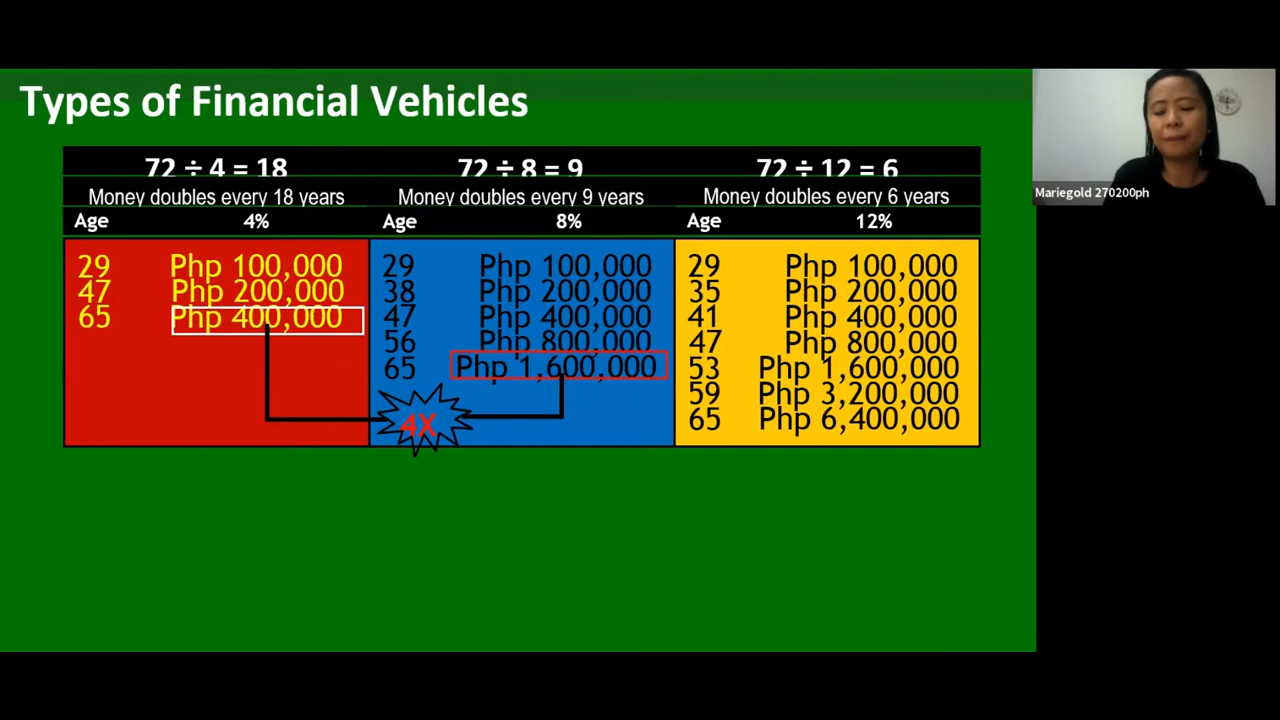 Types of Financial Vehicles
72 ÷ 4 = 18 72 ÷ 8 = 9 72 ÷ 12 = 6
Money doubles every 18 years Money doubles every 9 years Money doubles every 6 years
Age 4% Age 8% Age 12%
29 Php 100,000 29 Php 100,000 29 Php 100,000
47 Php 200,000 38 Php 200,000 35 Php 200,000
65 Php 400,000 47 Php 400,000 41 Php 400,000
56 Php 800,000 47 Php 800,000
65 Php 1,600,000 53 Php 1,600,000
59 Php 3,200,000
4X 65 Php 6,400,000
Mariegold 270200ph